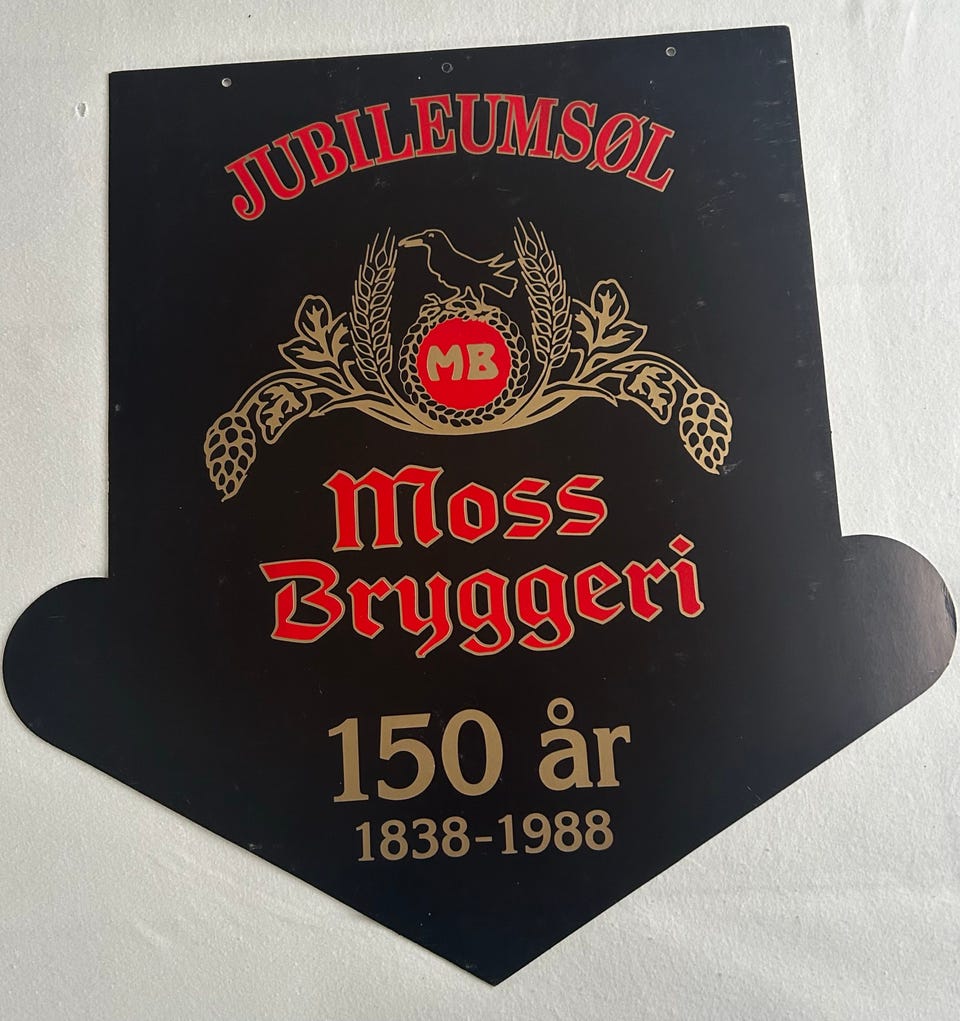 JUBILEUMSØL
MB
Moss
Bryggeri
150 år
1838-1988